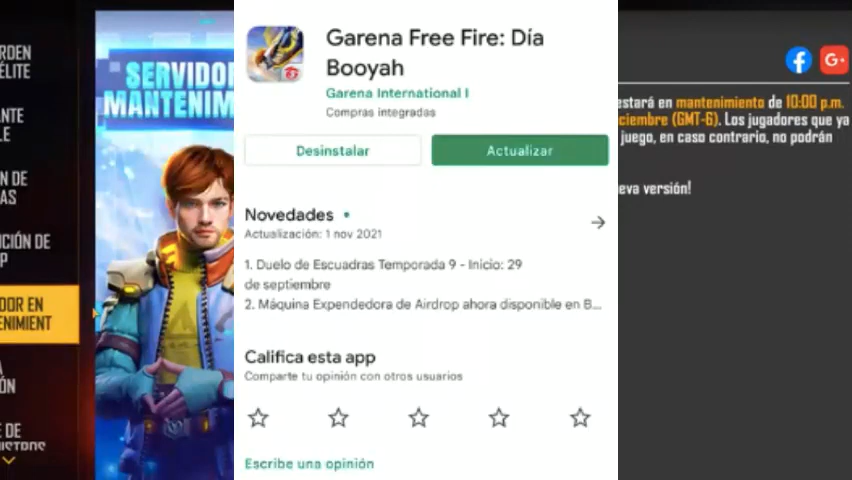 RDEN
ÉLITE
ANTE
LE
N DE
AS
ICIÓN DE
P
DOR EN
ENIMIENT
A
ÓN
E DE
SERVIDOR
MANTENIM
Garena Free Fire: Día
Booyah
Garena International I
Compras integradas
Desinstalar
Actualizar
Novedades
Actualización: 1 nov 2021
1. Duelo de Escuadras Temporada 9 - Inicio: 29
de septiembre
2. Máquina Expendedora de Airdrop ahora disponible en B...
Califica esta app
Comparte tu opinión con otros usuarios
Escribe una opinión
G+
estará en mantenimiento de 10:00 p.m.
ciembre (GMT-6). Los jugadores que ya
juego, en caso contrario, no podrán
eva versión!